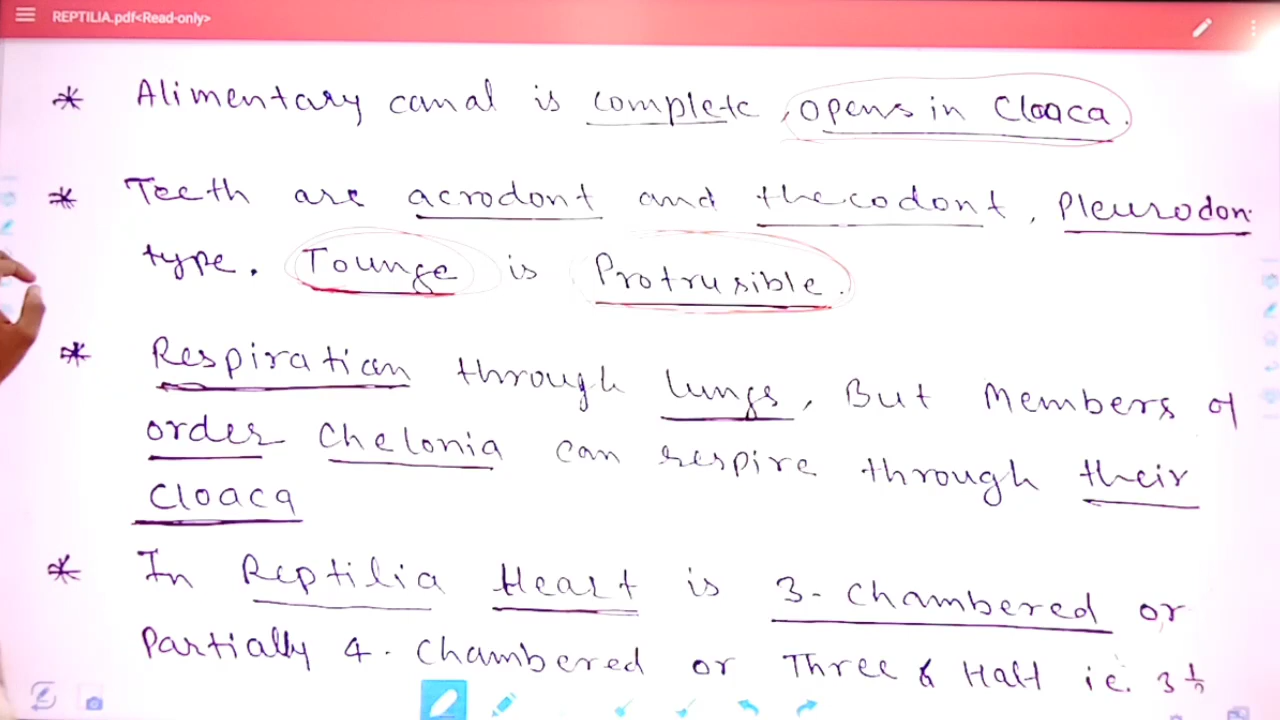 REPTILIA.pdf<Read-only>
* Alimentary canal is complete, opens in Cloaca.
* Teeth are acrodont and thecodont, Pleurodon
type. Tounge is Protrusible.
* Respiration through lungs, But Members of
order Chelonia can respire through their
Cloaca
* In Reptilia Heart is 3-chambered or
Partially 4-chambered or Three & Half i.e. 3 1/2